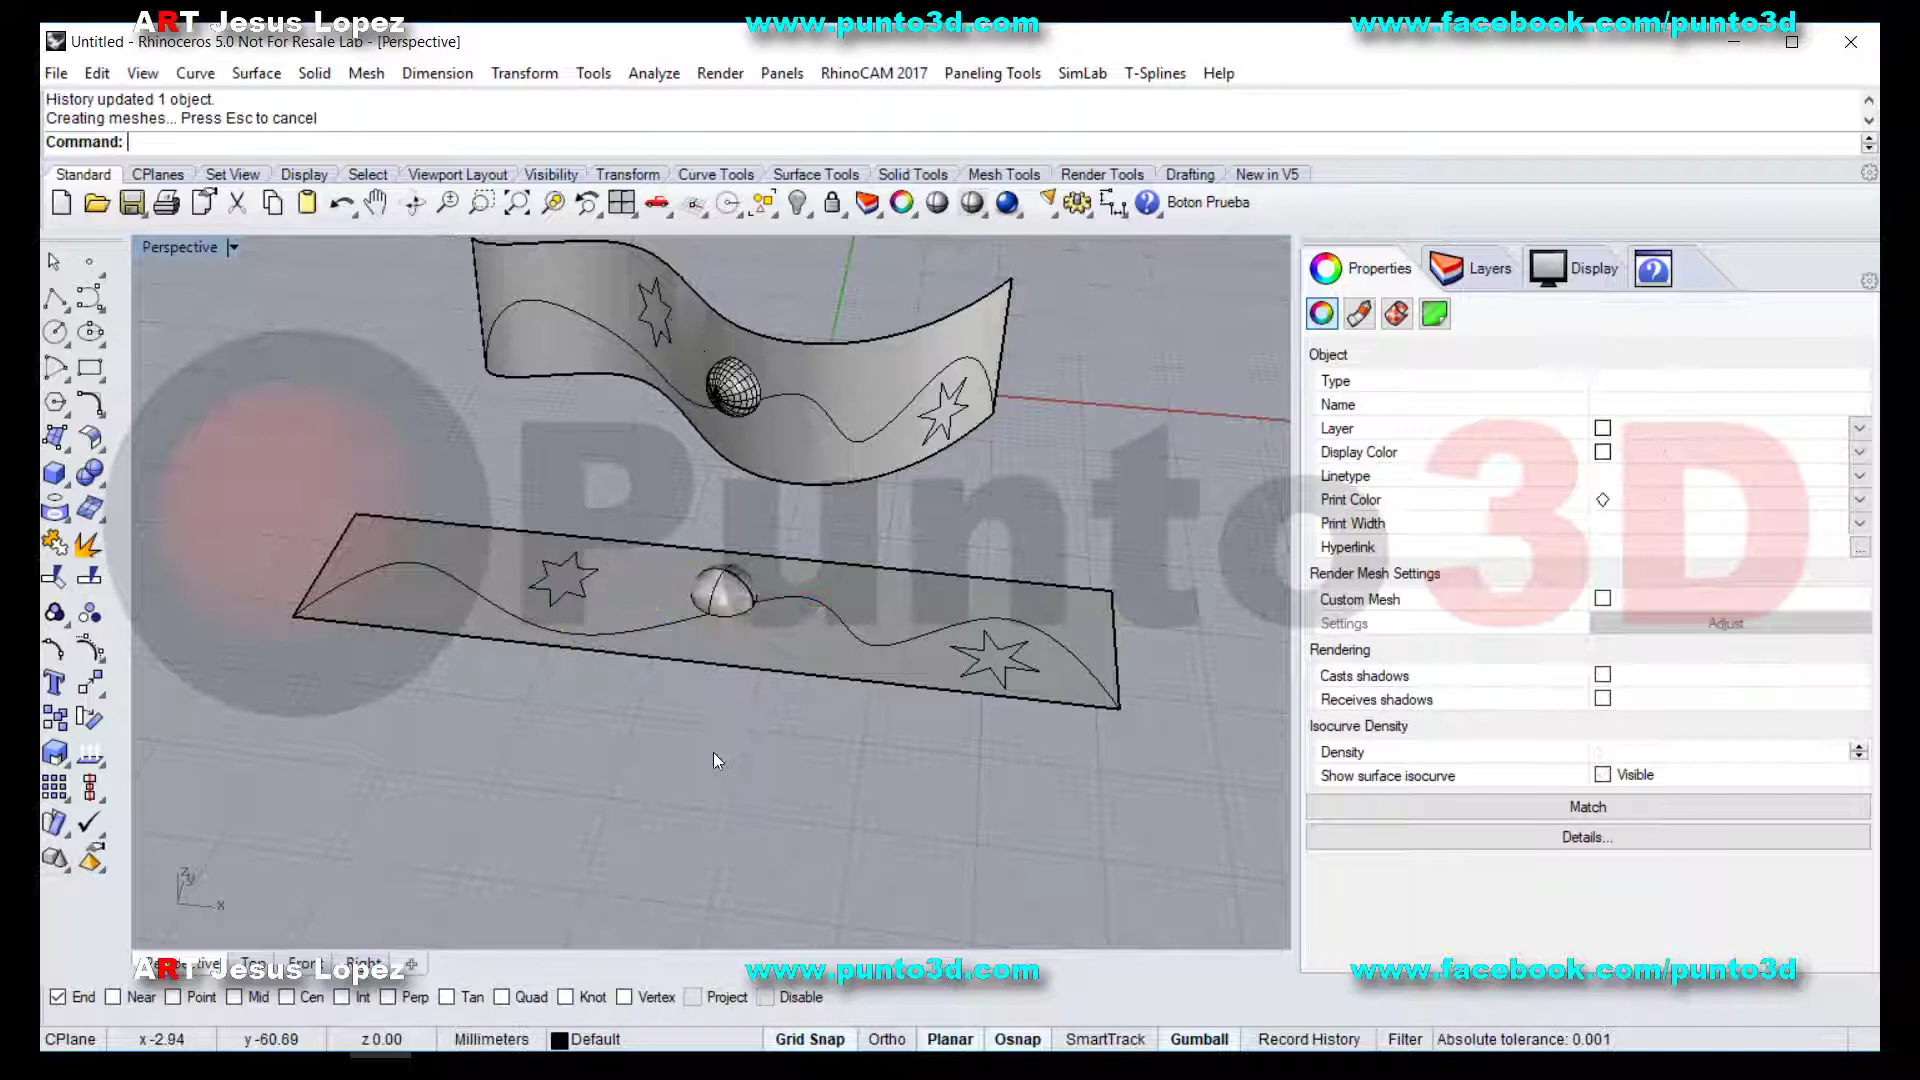 ART Jesus Lopez www.punto3d.com www.facebook.com/punto3d
Untitled - Rhinoceros 5.0 Not For Resale Lab - [Perspective]
File Edit View Curve Surface Solid Mesh Dimension Transform Tools Analyze Render Panels RhinoCAM 2017 Paneling Tools SimLab T-Splines Help
History updated 1 object.
Creating meshes... Press Esc to cancel
Command:
Standard CPlanes Set View Display Select Viewport Layout Visibility Transform Curve Tools Surface Tools Solid Tools Mesh Tools Render Tools Drafting New in V5
Boton Prueba
Perspective
Properties Layers Display
Object
Type
Name
Layer
Display Color
Linetype
Print Color
Print Width
Hyperlink
...
Render Mesh Settings
Custom Mesh
Settings Adjust
Rendering
Casts shadows
Receives shadows
Isocurve Density
Density
Show surface isocurve Visible
Match
Details...
Punto 3D
z y x
Perspective Top Front Right
ART Jesus Lopez www.punto3d.com www.facebook.com/punto3d
End Near Point Mid Cen Int Perp Tan Quad Knot Vertex Project Disable
CPlane x -2.94 y -60.69 z 0.00 Millimeters Default Grid Snap Ortho Planar Osnap SmartTrack Gumball Record History Filter Absolute tolerance: 0.001